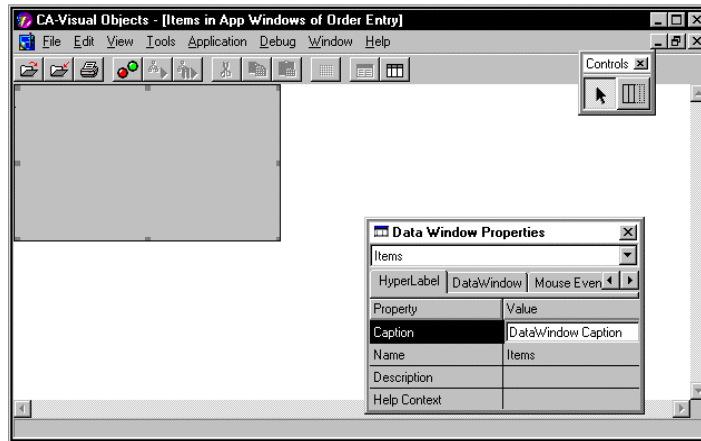 CA-Visual Objects - [Items in App Windows of Order Entry]
File Edit View Tools Application Debug Window Help
Controls
Data Window Properties
Items
HyperLabel DataWindow Mouse Even
Property Value
Caption DataWindow Caption
Name Items
Description
Help Context